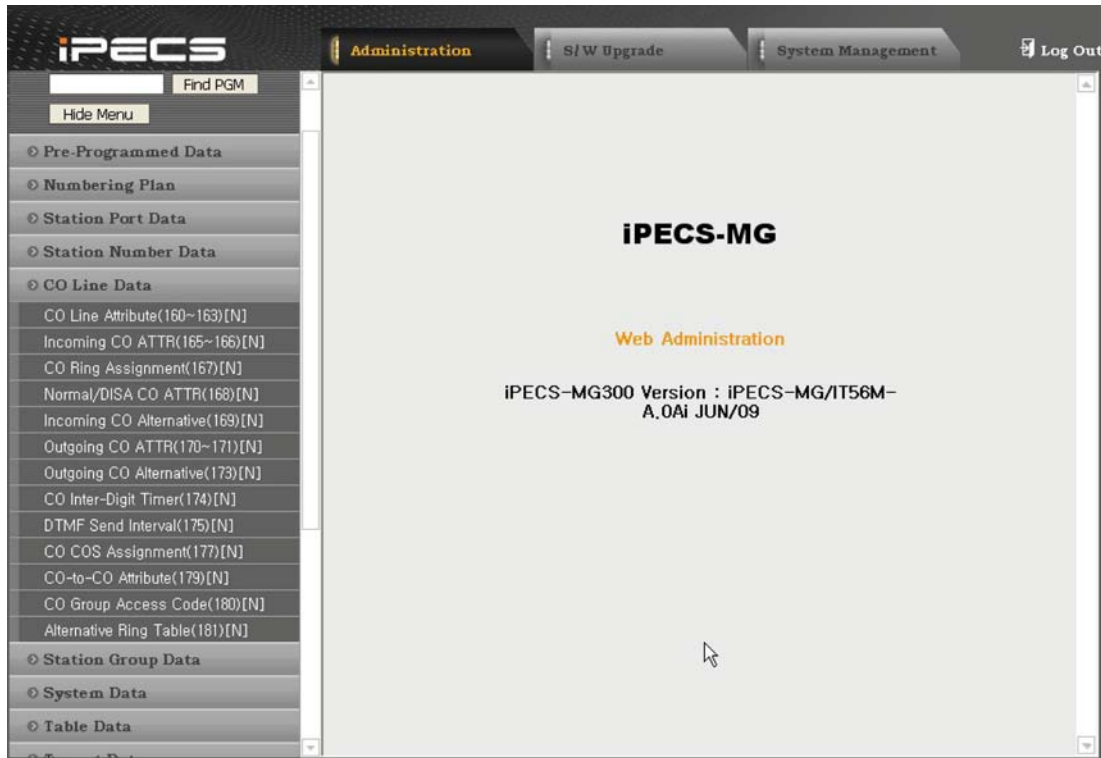 iPECS
Administration
S/W Upgrade
System Management
Log Out
Find PGM
Hide Menu
Pre-Programmed Data
Numbering Plan
Station Port Data
Station Number Data
CO Line Data
CO Line Attribute(160~163)[N]
Incoming CO ATTR(165~166)[N]
CO Ring Assignment(167)[N]
Normal/DISA CO ATTR(168)[N]
Incoming CO Alternative(169)[N]
Outgoing CO ATTR(170~171)[N]
Outgoing CO Alternative(173)[N]
CO Inter-Digit Timer(174)[N]
DTMF Send Interval(175)[N]
CO COS Assignment(177)[N]
CO-to-CO Attribute(179)[N]
CO Group Access Code(180)[N]
Alternative Ring Table(181)[N]
Station Group Data
System Data
Table Data
iPECS-MG
Web Administration
iPECS-MG300 Version : iPECS-MG/IT56M-
A.0Ai JUN/09